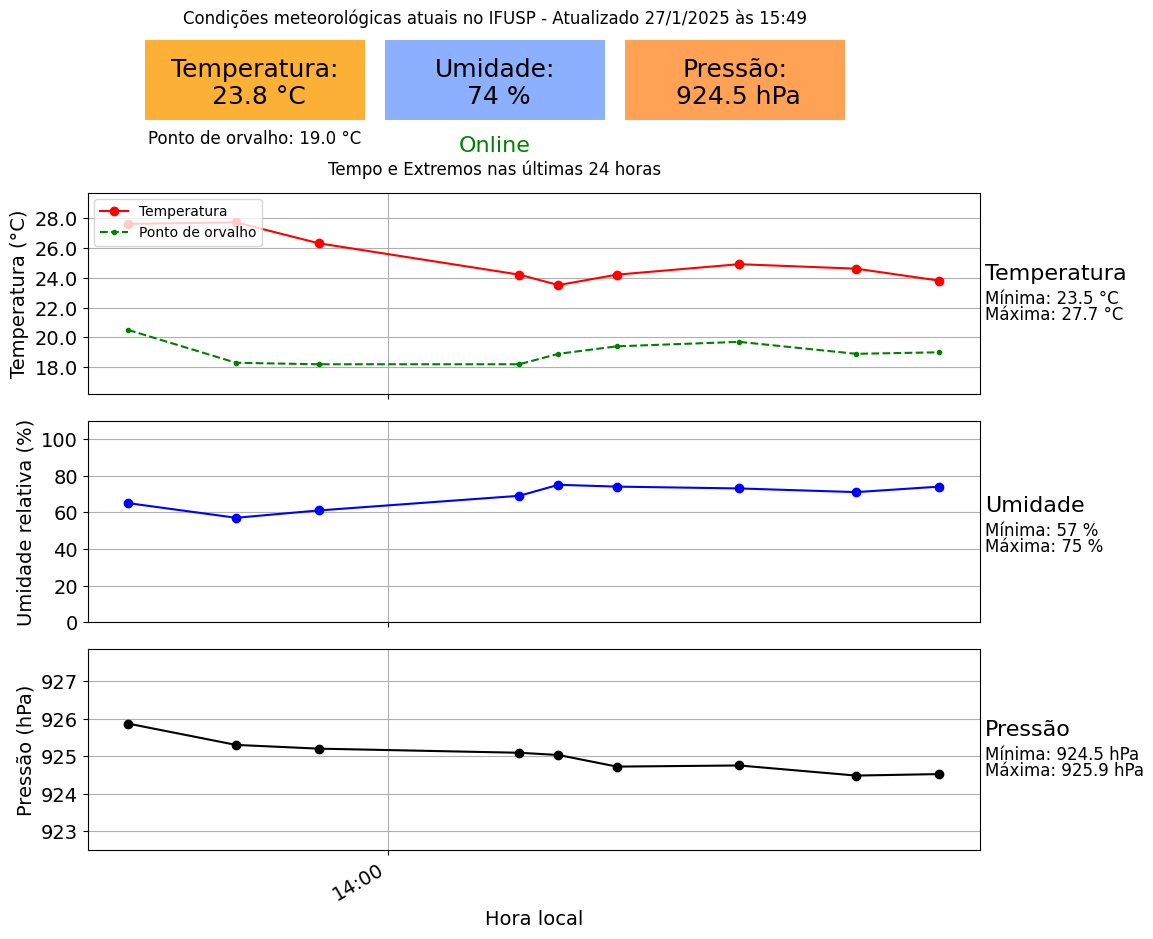 Condições meteorológicas atuais no IFUSP - Atualizado 27/1/2025 às 15:49
Temperatura:
23.8 °C
Umidade:
74 %
Pressão:
924.5 hPa
Ponto de orvalho: 19.0 °C
Online
Tempo e Extremos nas últimas 24 horas
Temperatura (°C)
28.0
26.0
24.0
22.0
20.0
18.0
Temperatura
Ponto de orvalho
Temperatura
Mínima: 23.5 °C
Máxima: 27.7 °C
Umidade relativa (%)
100
80
60
40
20
0
Umidade
Mínima: 57 %
Máxima: 75 %
Pressão (hPa)
927
926
925
924
923
Pressão
Mínima: 924.5 hPa
Máxima: 925.9 hPa
14:00
Hora local